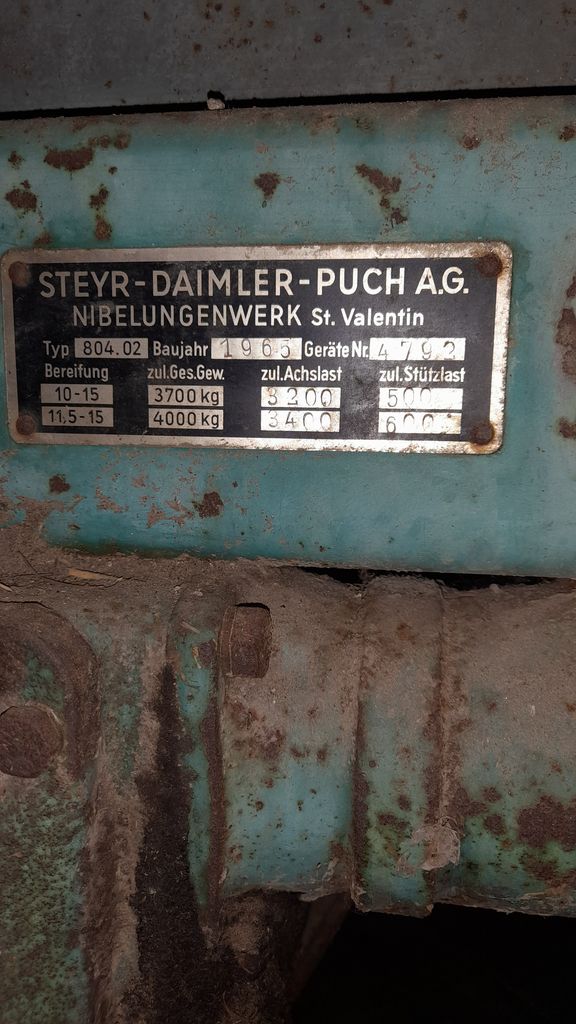 STEYR-DAIMLER-PUCH A.G.
NIBELUNGENWERK St. Valentin
Typ 804.02 Baujahr 1965 Geräte Nr. 4792
Bereifung zul.Ges.Gew. zul.Achslast zul.Stützlast
10-15 3700 kg 3200 500
11,5-15 4000 kg 3400 600